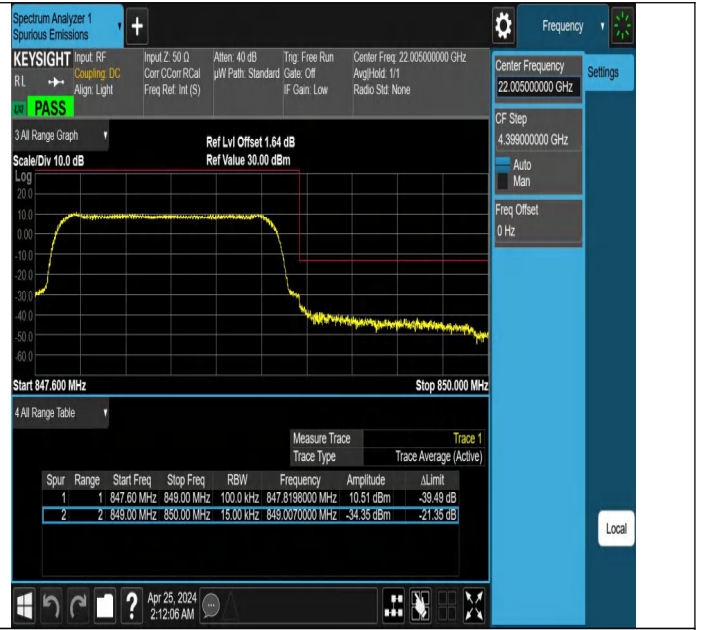 Spectrum Analyzer 1
Spurious Emissions
Frequency
KEYSIGHT
Input: RF
Coupling: DC
Align: Light
Input Z: 50 Ω
Corr CCorr RCal
Freq Ref: Int (S)
Atten: 40 dB
µW Path: Standard
Trig: Free Run
Gate: Off
IF Gain: Low
Center Freq: 22.005000000 GHz
Avg|Hold: 1/1
Radio Std: None
RL
LXI
PASS
Center Frequency
22.005000000 GHz
Settings
CF Step
4.399000000 GHz
Auto
Man
Freq Offset
0 Hz
3 All Range Graph
Ref Lvl Offset 1.64 dB
Scale/Div 10.0 dB
Ref Value 30.00 dBm
Log
20.0
10.0
0.00
-10.0
-20.0
-30.0
-40.0
-50.0
-60.0
Start 847.600 MHz
Stop 850.000 MHz
4 All Range Table
Measure Trace Trace 1
Trace Type Trace Average (Active)
Spur Range Start Freq Stop Freq RBW Frequency Amplitude ΔLimit
1 1 847.60 MHz 849.00 MHz 100.0 kHz 847.8198000 MHz 10.51 dBm -39.49 dB
2 2 849.00 MHz 850.00 MHz 15.00 kHz 849.0070000 MHz -34.35 dBm -21.35 dB
Local
?
Apr 25, 2024
2:12:06 AM